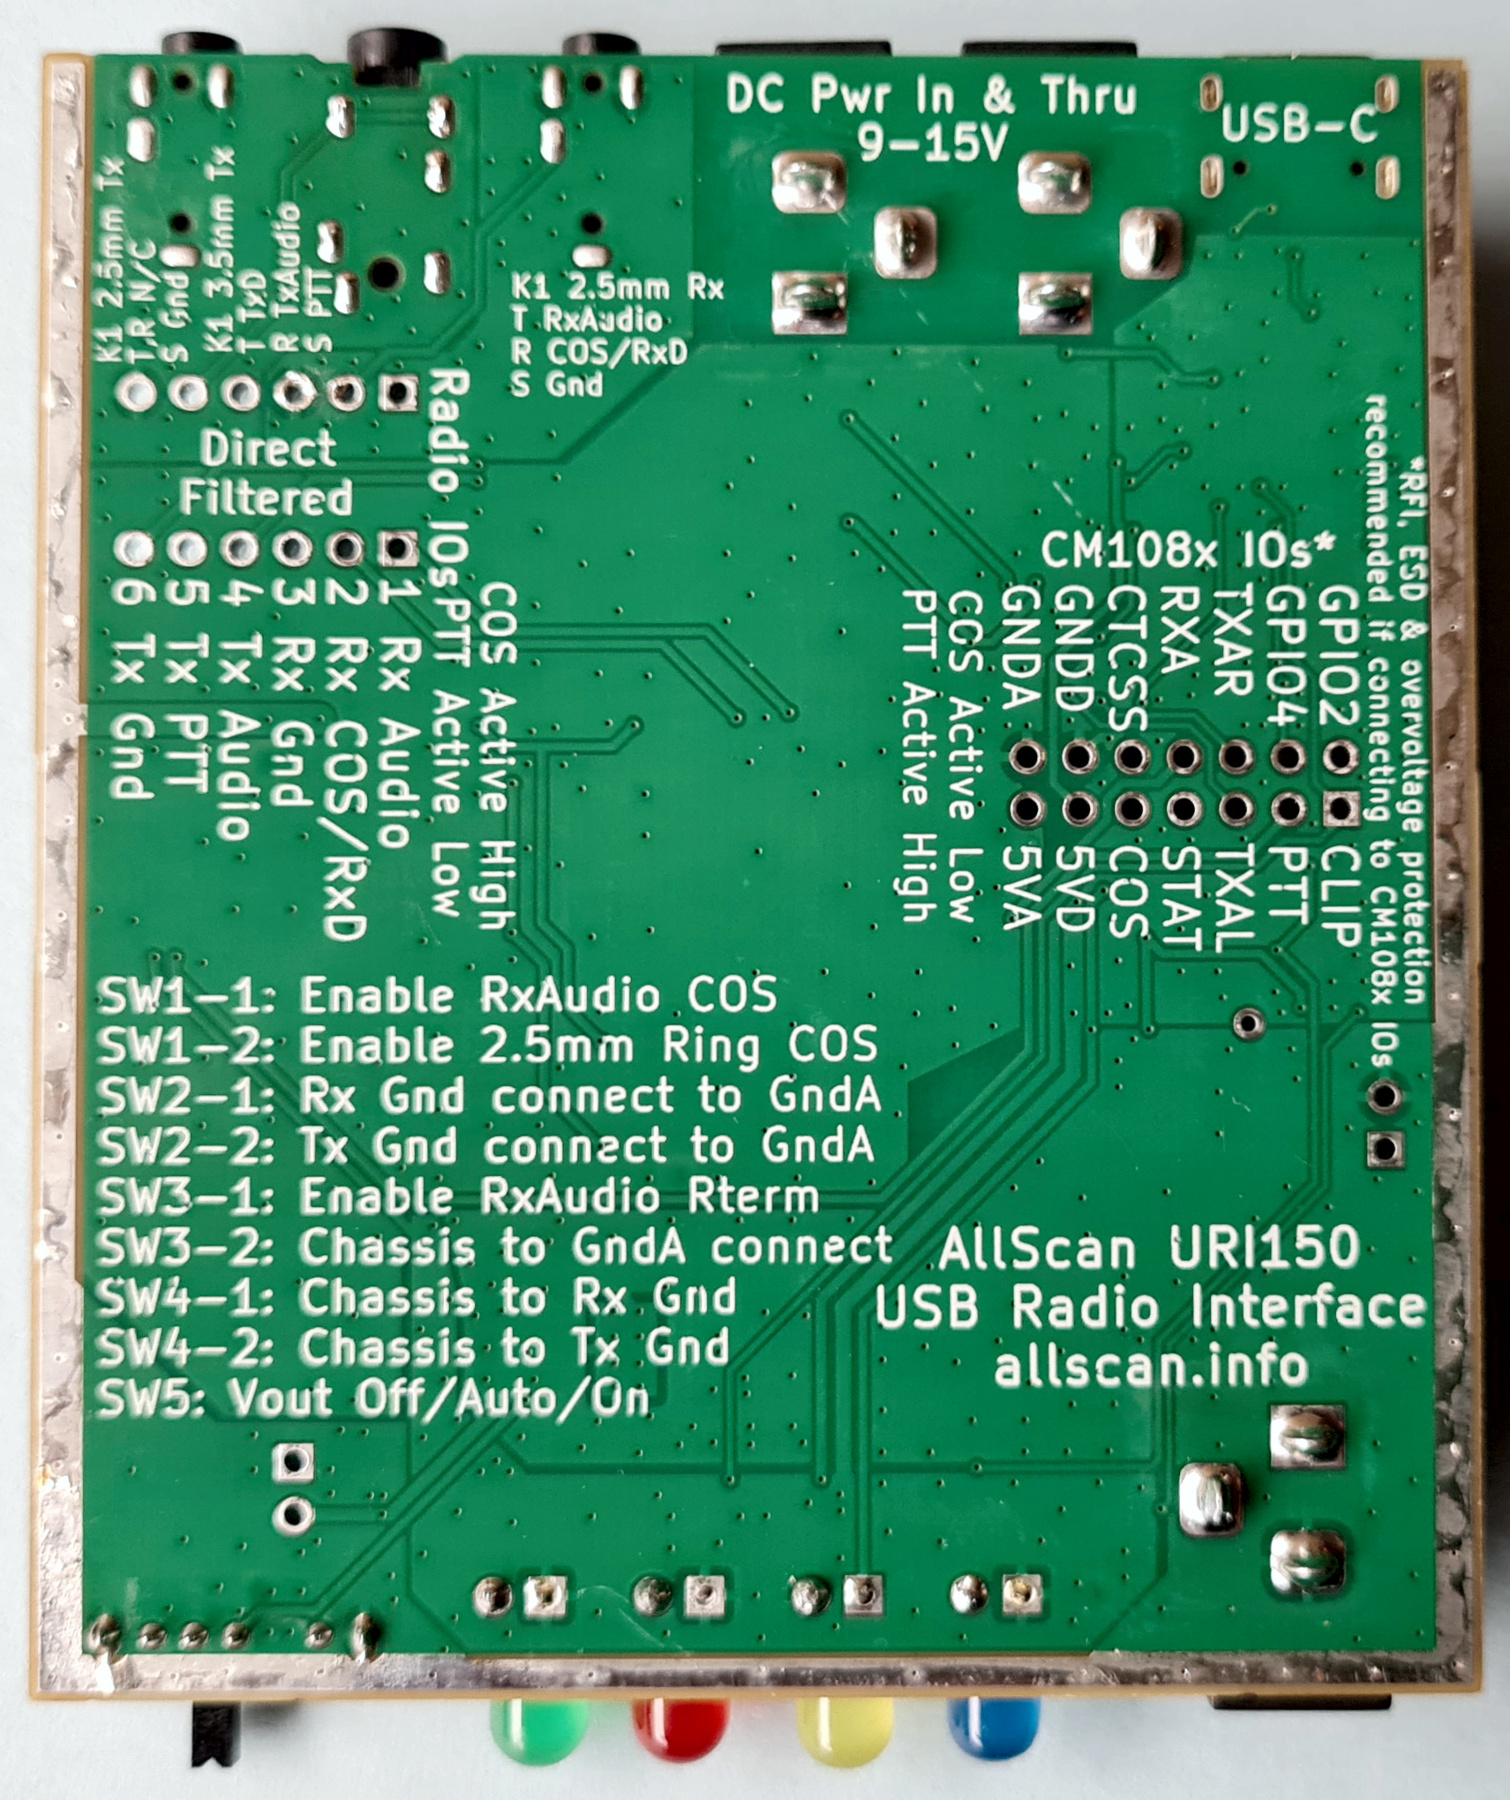 DC Pwr In & Thru
9-15V
USB-C
K1 2.5mm Tx
T,R N/C
S Gnd
K1 3.5mm Tx
T TxD
R TxAudio
S PTT
K1 2.5mm Rx
T RxAudio
R COS/RxD
S Gnd
Direct
Filtered
Radio IOs
1 Rx Audio
2 Rx COS/RxD
3 Rx Gnd
4 Tx Audio
5 Tx PTT
6 Tx Gnd
COS Active High
PTT Active Low
*RFI, ESD & overvoltage protection
recommended if connecting to CM108x IOs
CM108x IOs*
GPIO2 CLIP
GPIO4 PTT
TXAR TXAL
RXA STAT
CTCSS COS
GNDD 5VD
GNDA 5VA
COS Active Low
PTT Active High
SW1-1: Enable RxAudio COS
SW1-2: Enable 2.5mm Ring COS
SW2-1: Rx Gnd connect to GndA
SW2-2: Tx Gnd connect to GndA
SW3-1: Enable RxAudio Rterm
SW3-2: Chassis to GndA connect
SW4-1: Chassis to Rx Gnd
SW4-2: Chassis to Tx Gnd
SW5: Vout Off/Auto/On
AllScan URI150
USB Radio Interface
allscan.info